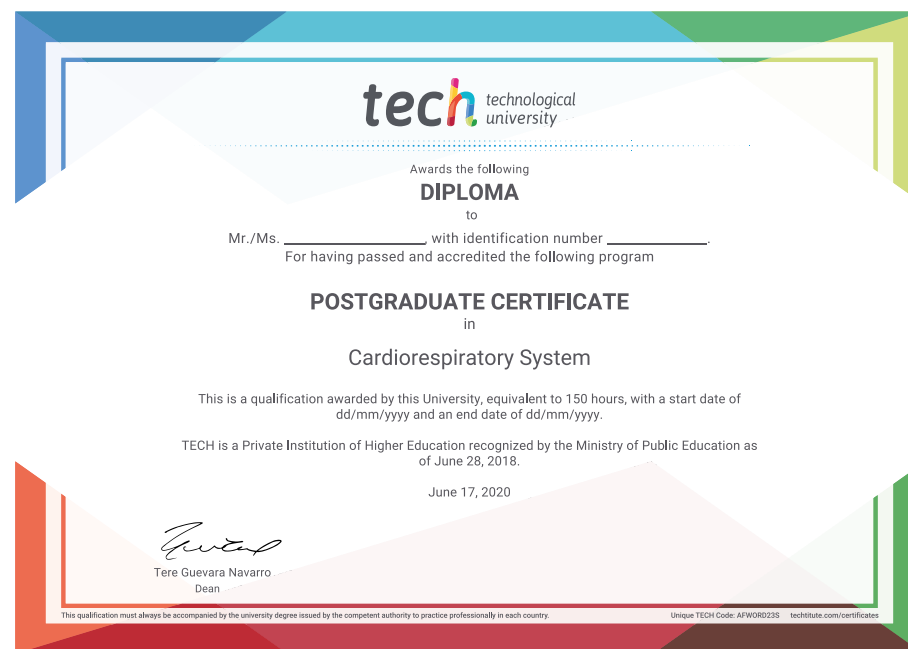 tech technological
university
Awards the following
DIPLOMA
to
Mr./Ms. ____________________, with identification number ______________.
For having passed and accredited the following program
POSTGRADUATE CERTIFICATE
in
Cardiorespiratory System
This is a qualification awarded by this University, equivalent to 150 hours, with a start date of
dd/mm/yyyy and an end date of dd/mm/yyyy.
TECH is a Private Institution of Higher Education recognized by the Ministry of Public Education as
of June 28, 2018.
June 17, 2020
Tere Guevara Navarro
Dean
This qualification must always be accompanied by the university degree issued by the competent authority to practice professionally in each country.
Unique TECH Code: AFWORD23S techtitute.com/certificates